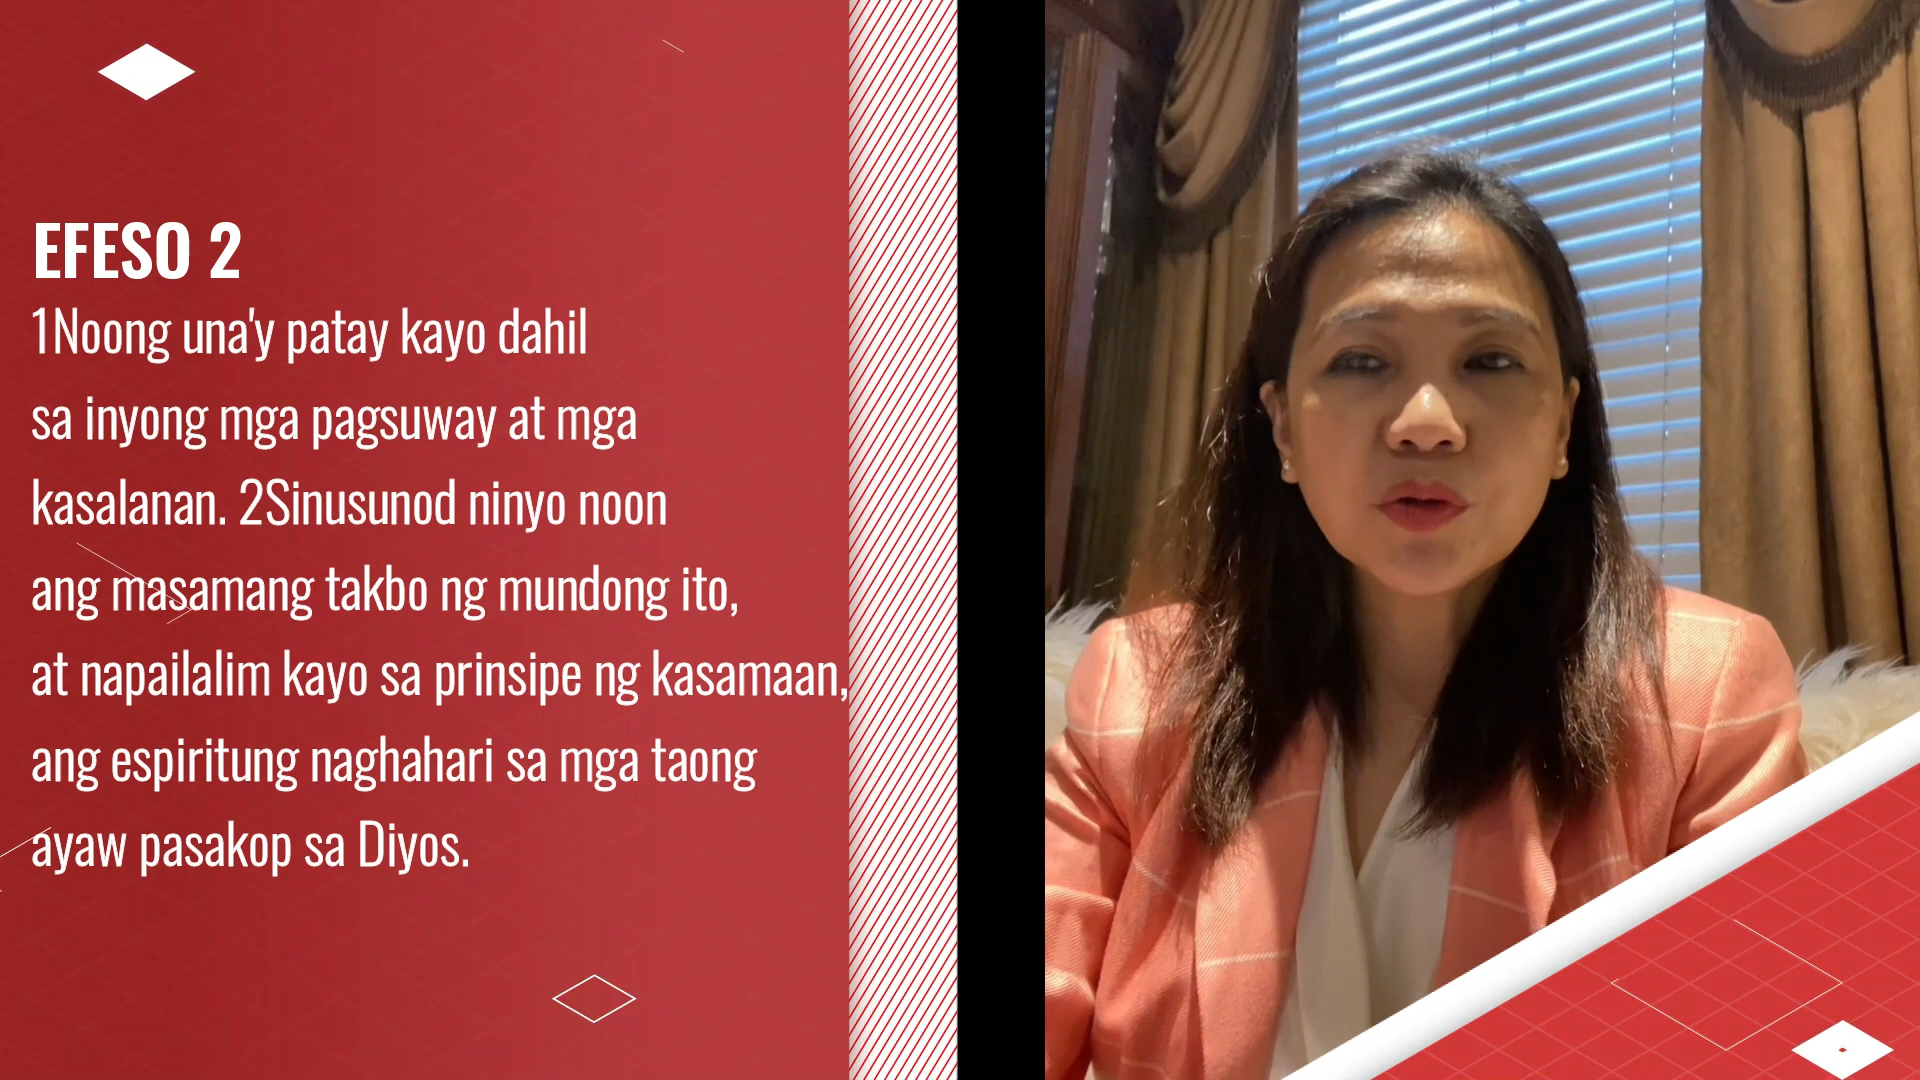 EFESO 2
1Noong una'y patay kayo dahil
sa inyong mga pagsuway at mga
kasalanan. 2Sinusunod ninyo noon
ang masamang takbo ng mundong ito,
at napailalim kayo sa prinsipe ng kasamaan,
ang espiritung naghahari sa mga taong
ayaw pasakop sa Diyos.